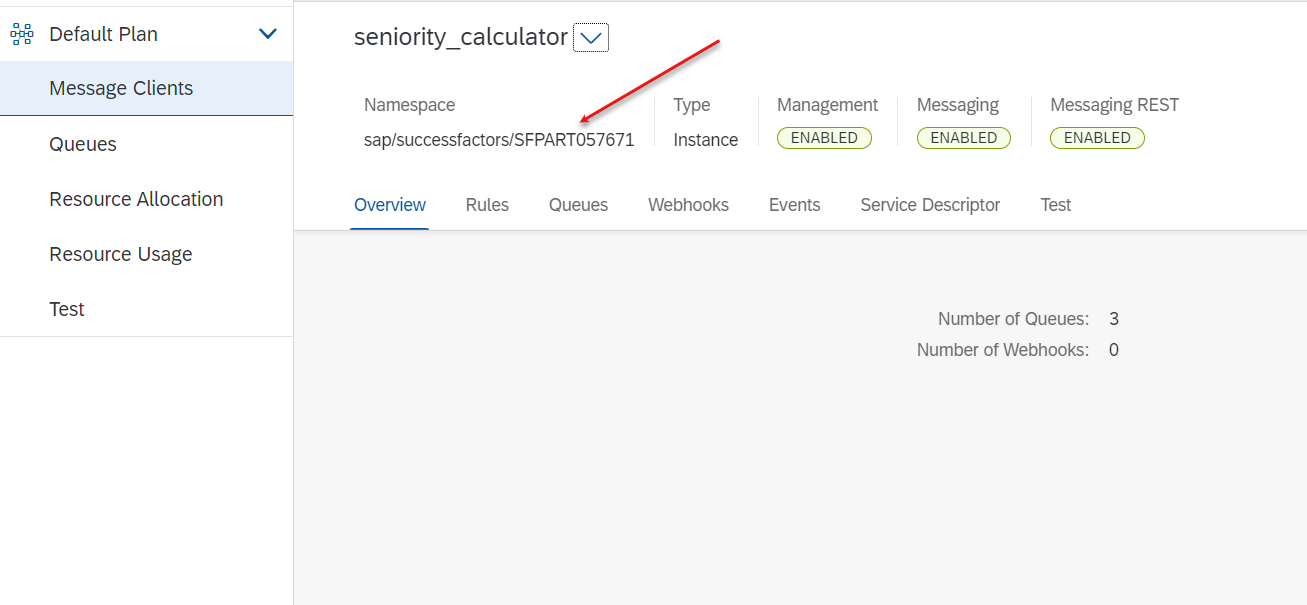 Default Plan
Message Clients
Queues
Resource Allocation
Resource Usage
Test
seniority_calculator
Namespace
sap/successfactors/SFPART057671
Type
Instance
Management
ENABLED
Messaging
ENABLED
Messaging REST
ENABLED
Overview Rules Queues Webhooks Events Service Descriptor Test
Number of Queues: 3
Number of Webhooks: 0